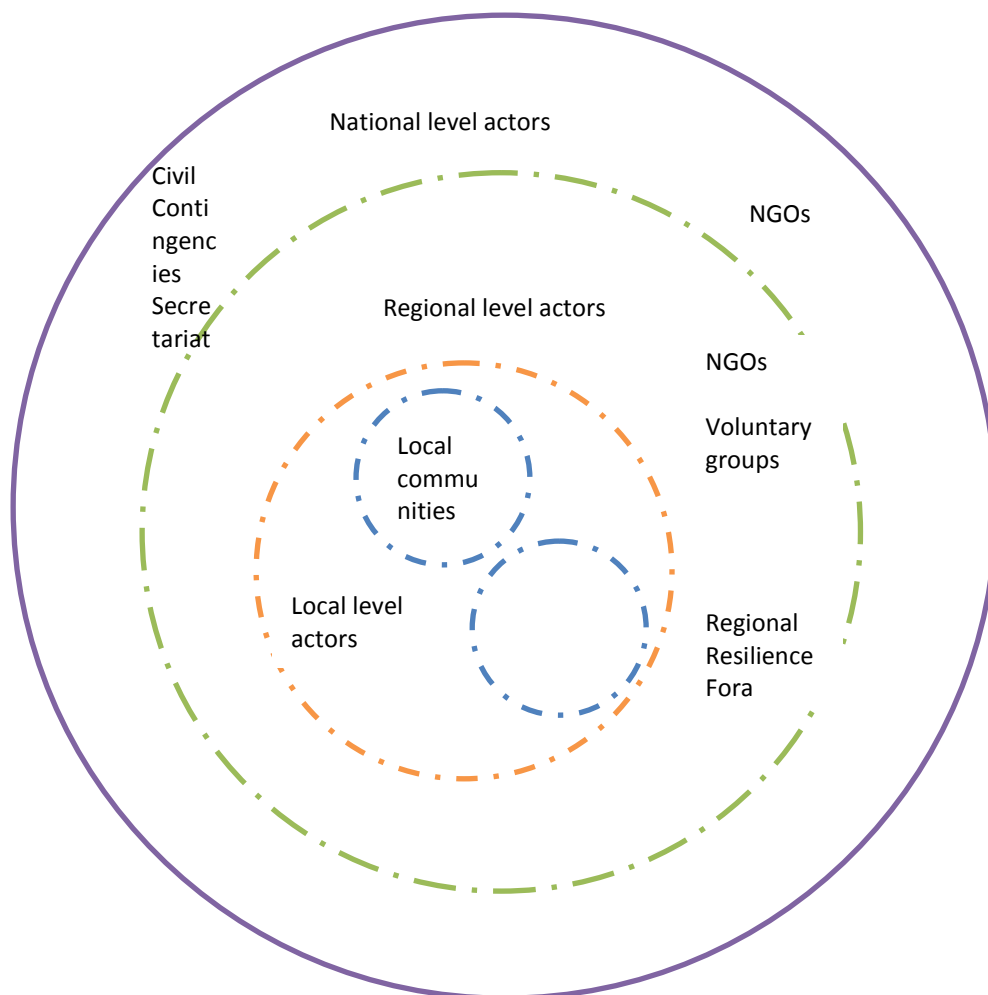 National level actors
Civil
Conti
ngenc
ies
Secre
tariat
NGOs
Regional level actors
NGOs
Voluntary
groups
Local
commu
nities
Local level
actors
Regional
Resilience
Fora